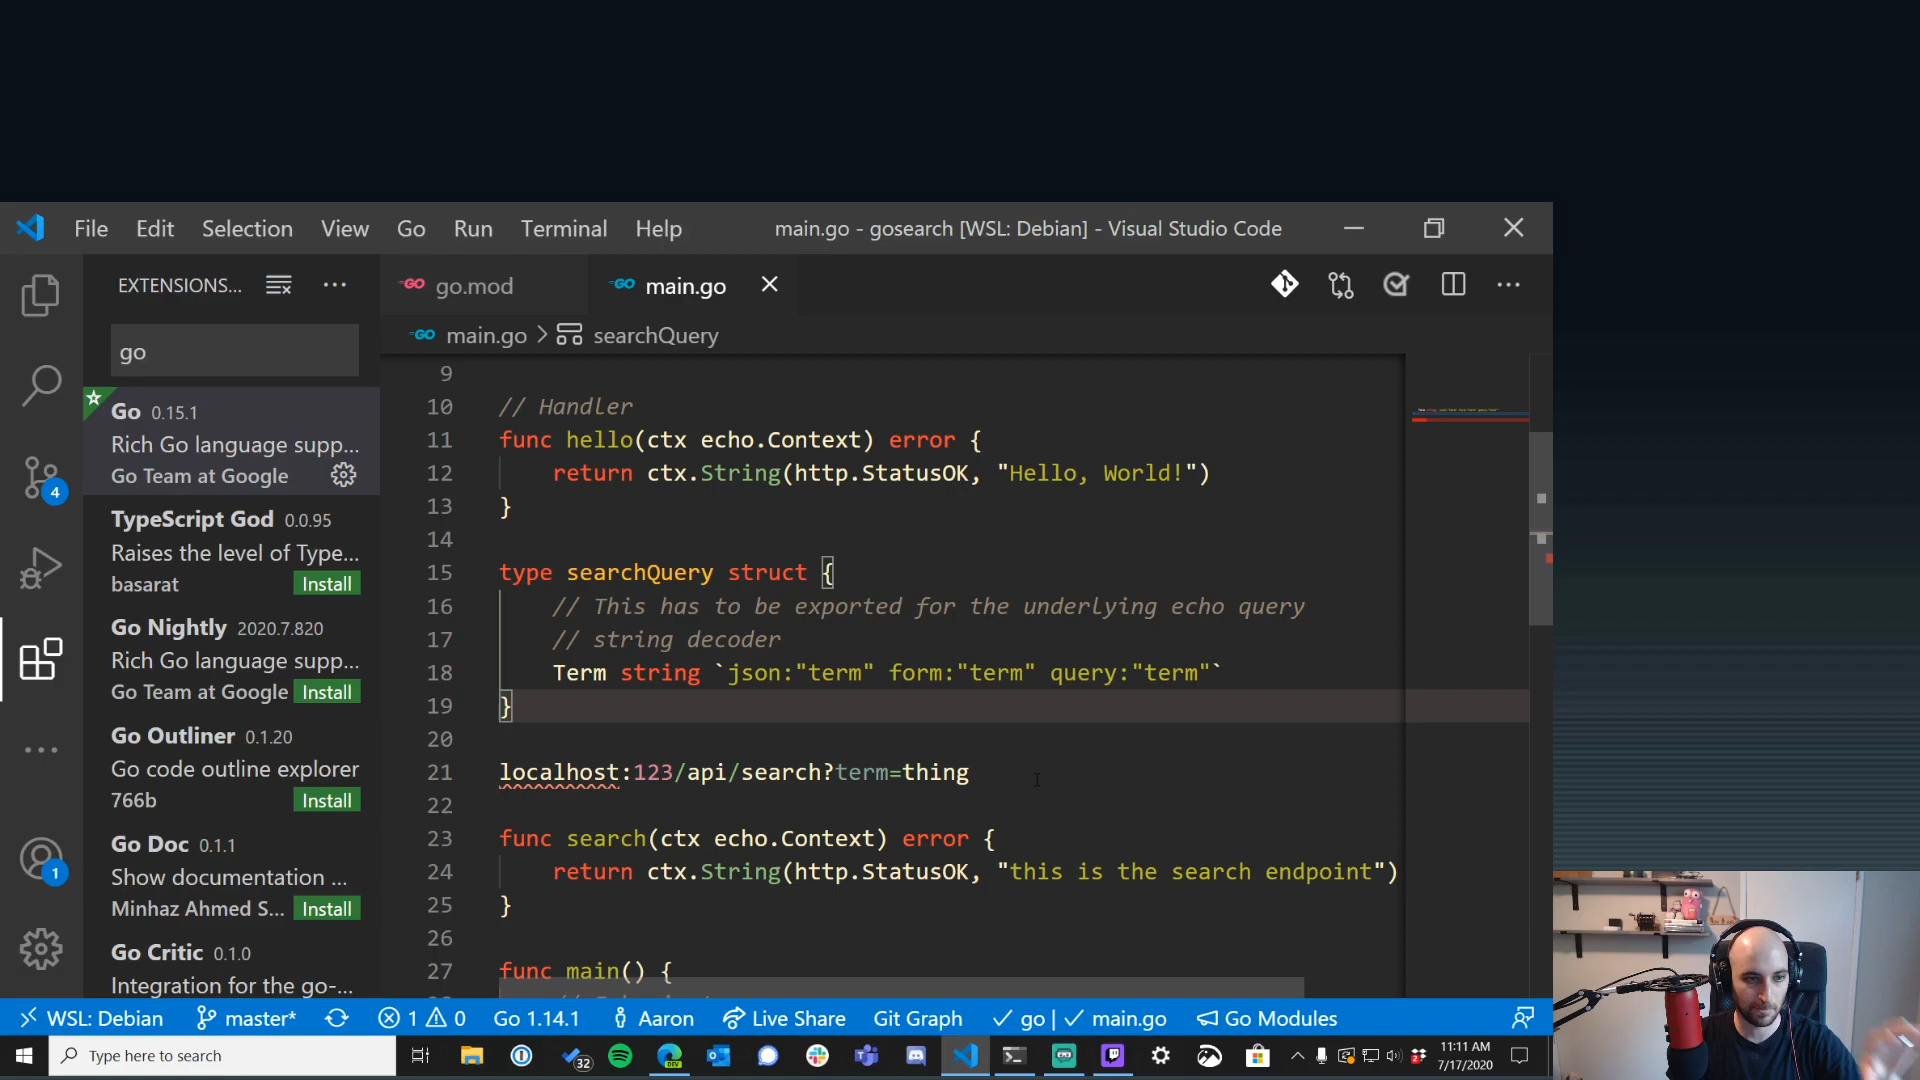 File Edit Selection View Go Run Terminal Help main.go - gosearch [WSL: Debian] - Visual Studio Code
EXTENSIONS...
go.mod
main.go
go
main.go > searchQuery
Go 0.15.1
Rich Go language supp...
Go Team at Google
TypeScript God 0.0.95
Raises the level of Type...
basarat Install
Go Nightly 2020.7.820
Rich Go language supp...
Go Team at Google Install
Go Outliner 0.1.20
Go code outline explorer
766b Install
Go Doc 0.1.1
Show documentation ...
Minhaz Ahmed S... Install
Go Critic 0.1.0
Integration for the go-...
4
1
9
10 // Handler
11 func hello(ctx echo.Context) error {
12 return ctx.String(http.StatusOK, "Hello, World!")
13 }
14
15 type searchQuery struct {
16 // This has to be exported for the underlying echo query
17 // string decoder
18 Term string `json:"term" form:"term" query:"term"`
19 }
20
21 localhost:123/api/search?term=thing
22
23 func search(ctx echo.Context) error {
24 return ctx.String(http.StatusOK, "this is the search endpoint")
25 }
26
27 func main() {
WSL: Debian master* 1 0 Go 1.14.1 Aaron Live Share Git Graph go | main.go Go Modules
Type here to search
32
DEV
11:11 AM
7/17/2020